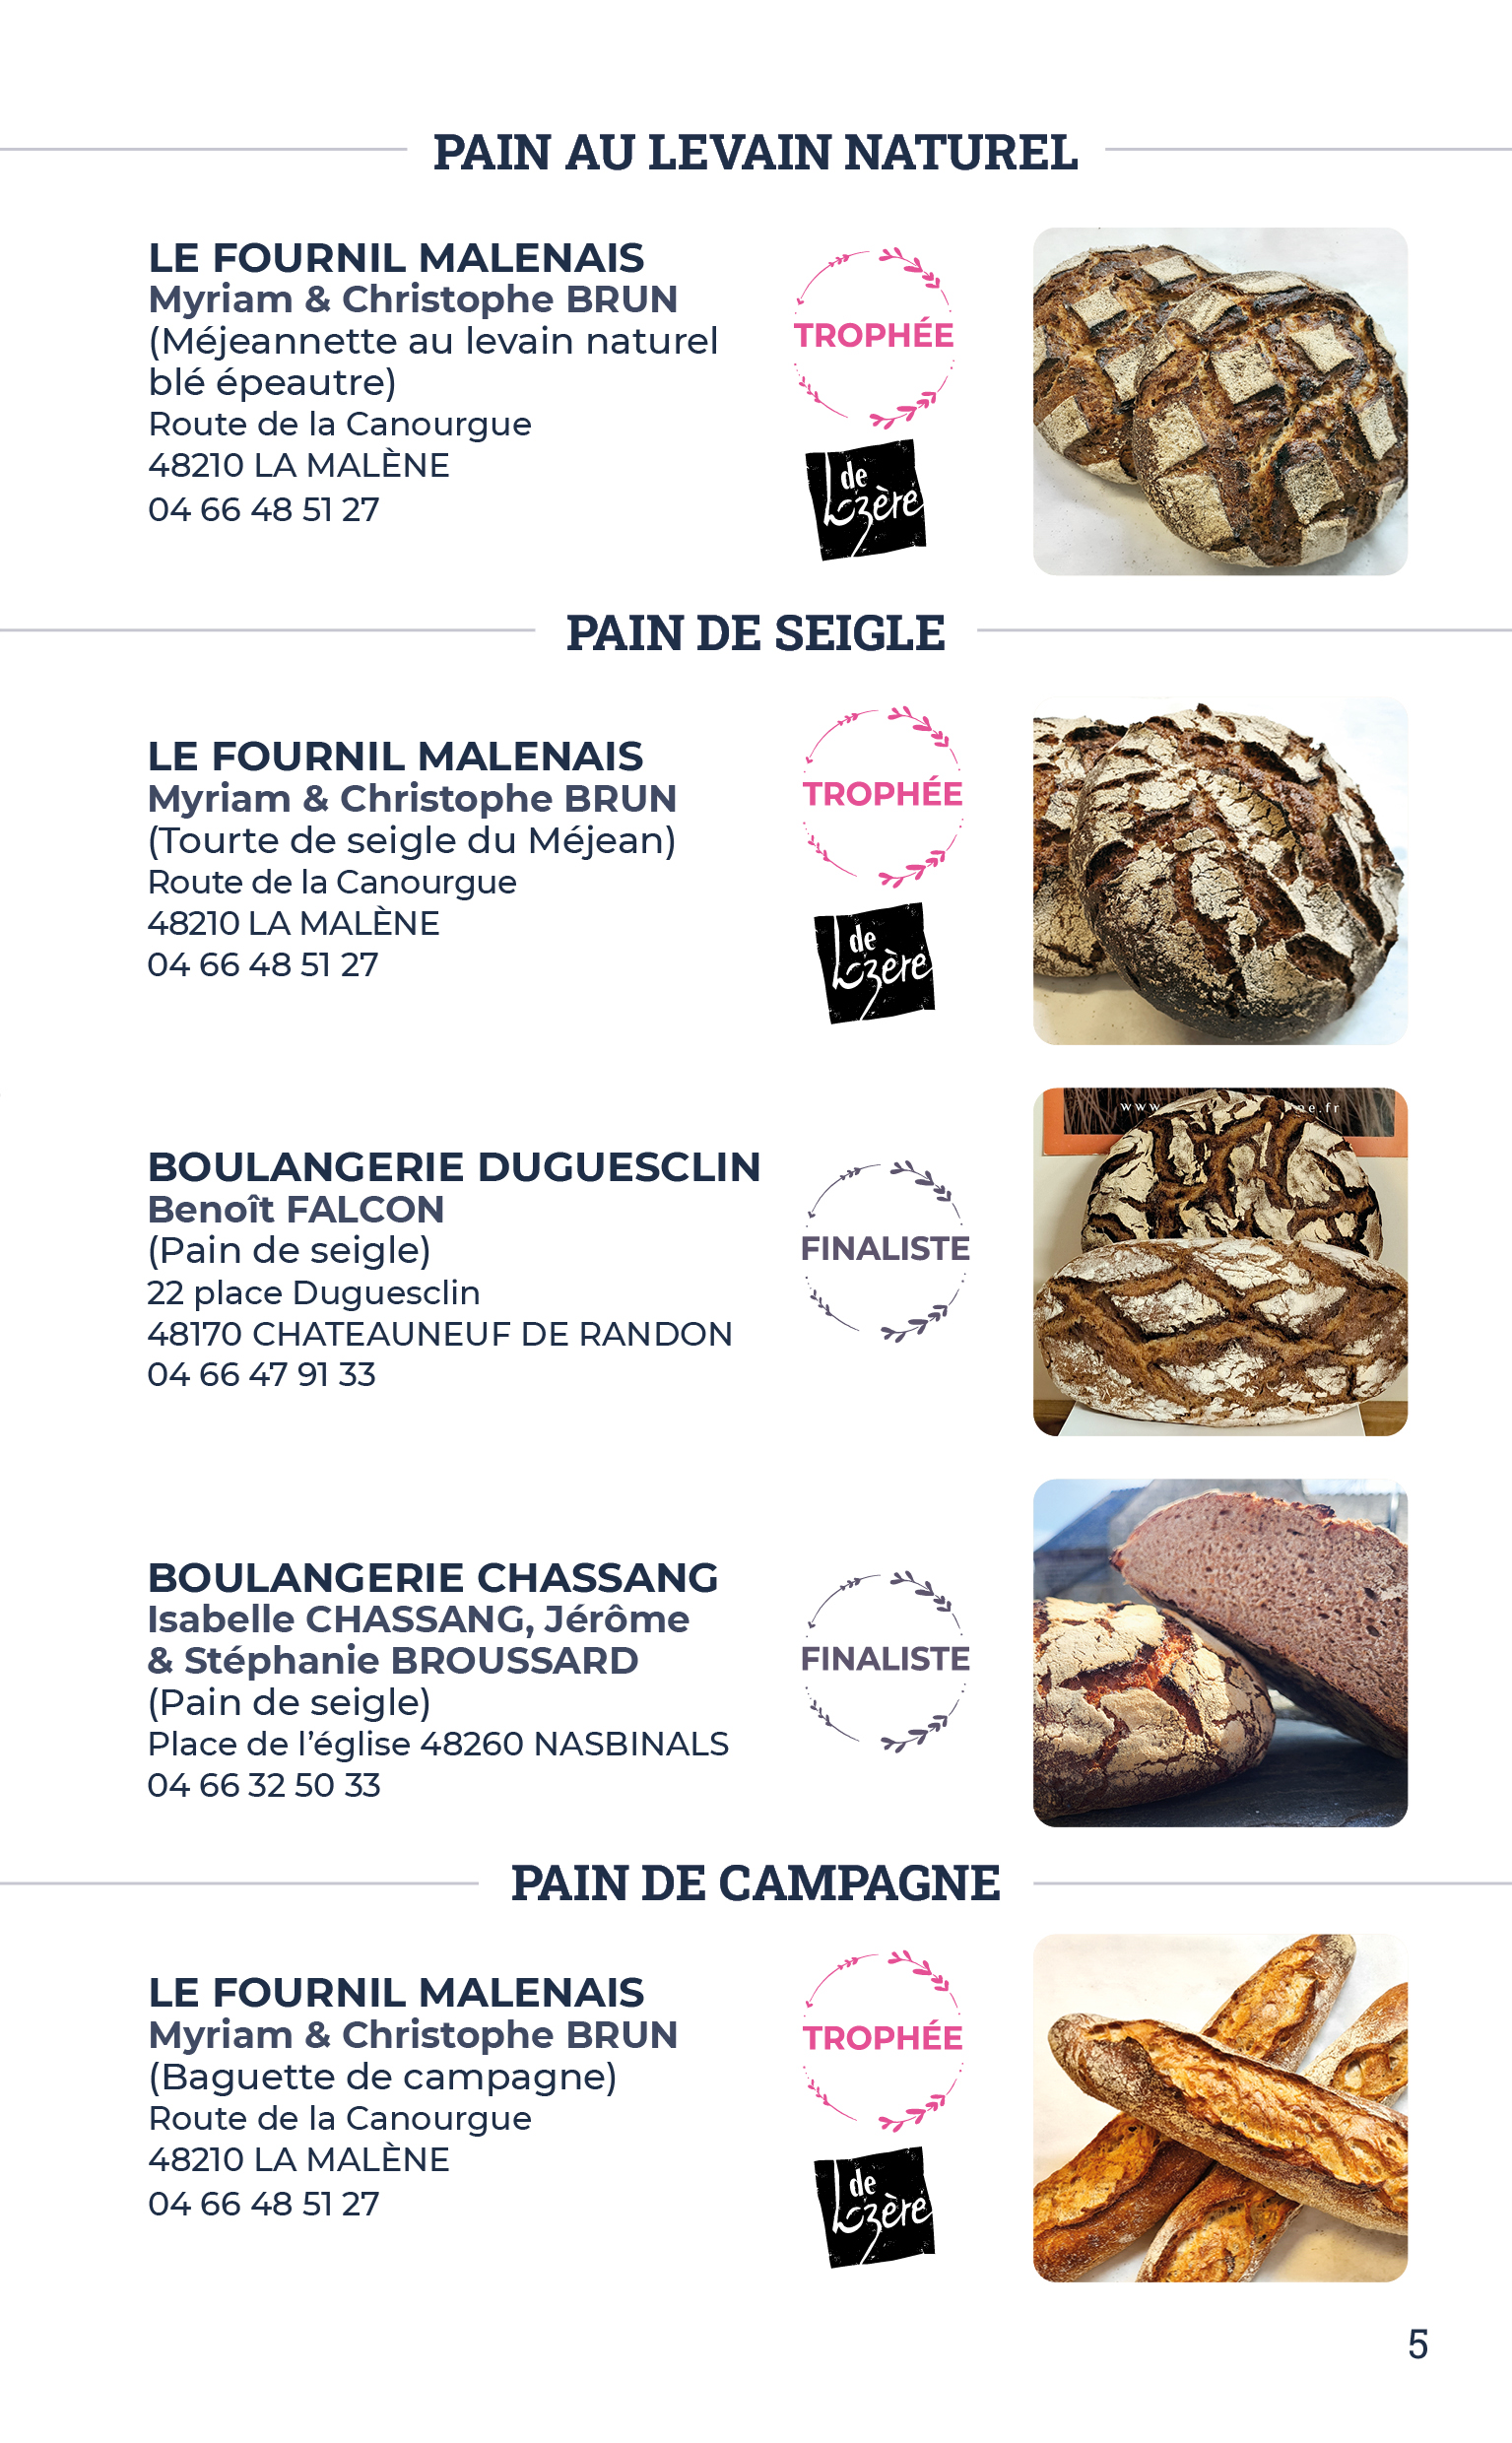 PAIN AU LEVAIN NATUREL
LE FOURNIL MALENAIS
Myriam & Christophe BRUN
(Méjeannette au levain naturel
blé épeautre)
Route de la Canourgue
48210 LA MALÈNE
04 66 48 51 27
TROPHÉE
de
Lozère
PAIN DE SEIGLE
LE FOURNIL MALENAIS
Myriam & Christophe BRUN
(Tourte de seigle du Méjean)
Route de la Canourgue
48210 LA MALÈNE
04 66 48 51 27
TROPHÉE
de
Lozère
BOULANGERIE DUGUESCLIN
Benoît FALCON
(Pain de seigle)
22 place Duguesclin
48170 CHATEAUNEUF DE RANDON
04 66 47 91 33
FINALISTE
BOULANGERIE CHASSANG
Isabelle CHASSANG, Jérôme
& Stéphanie BROUSSARD
(Pain de seigle)
Place de l’église 48260 NASBINALS
04 66 32 50 33
FINALISTE
PAIN DE CAMPAGNE
LE FOURNIL MALENAIS
Myriam & Christophe BRUN
(Baguette de campagne)
Route de la Canourgue
48210 LA MALÈNE
04 66 48 51 27
TROPHÉE
de
Lozère
5